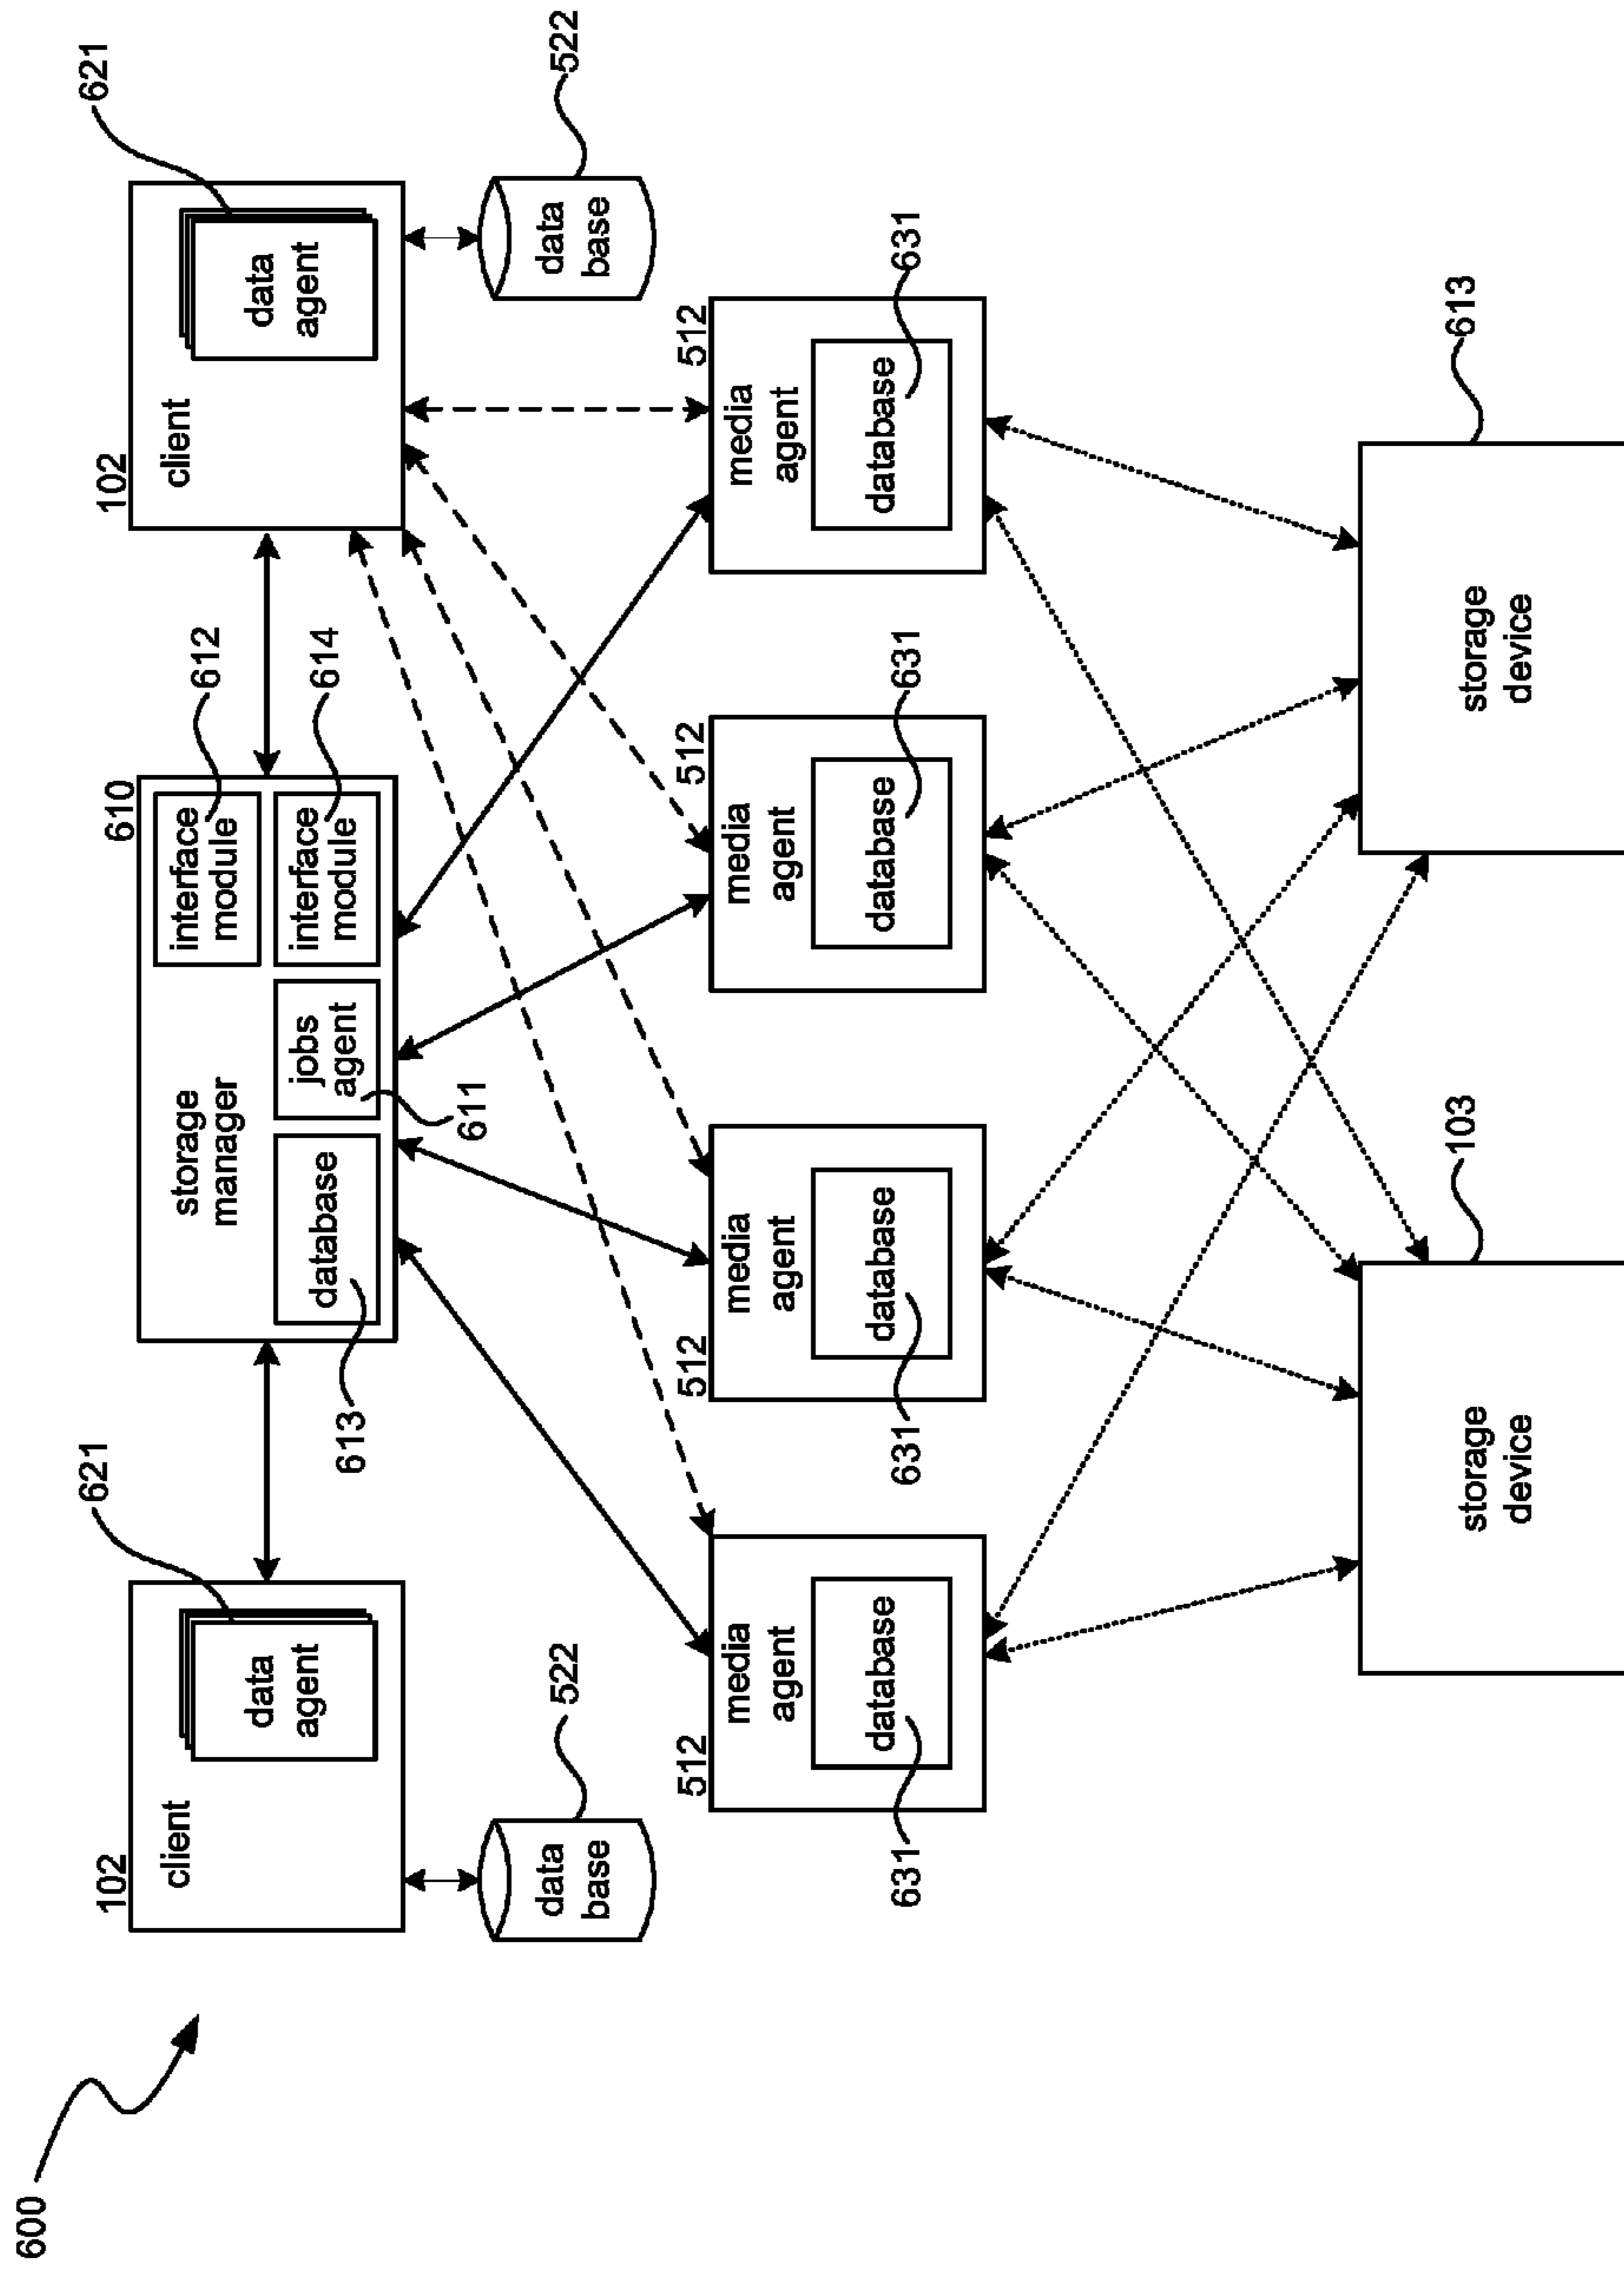 600
102
client
data
agent
621
data
base
522
610
storage
manager
database
613
jobs
agent
611
interface
module
612
interface
module
614
102
client
data
agent
621
data
base
522
512
media
agent
database
631
512
media
agent
database
631
512
media
agent
database
631
512
media
agent
database
631
storage
device
103
storage
device
613